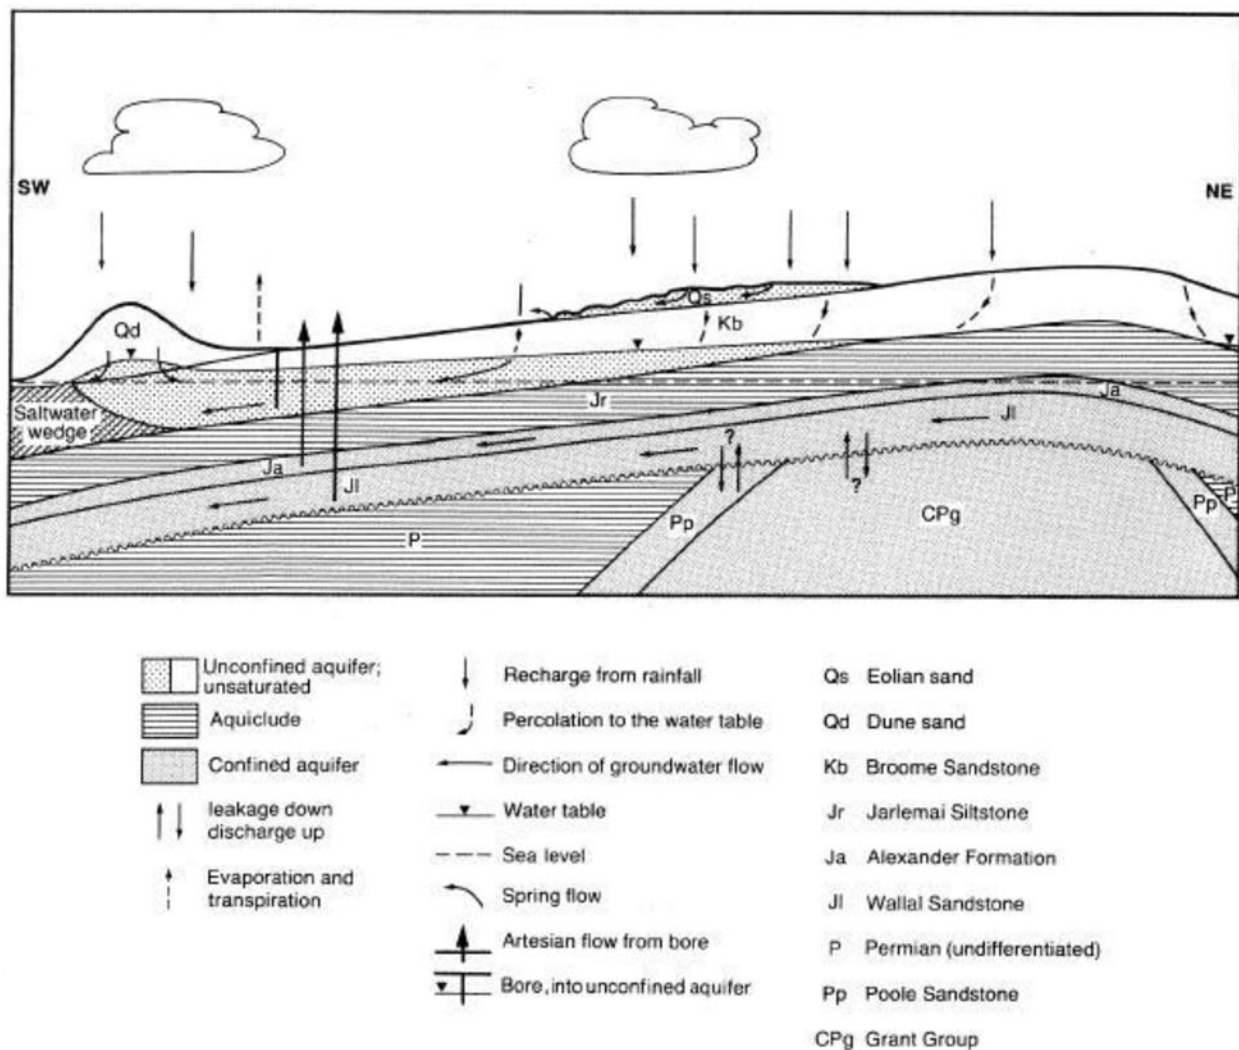 SW
NE
Qd
Qs
Kb
Saltwater
wedge
Jr
Ja
Jl
Ja
Jl
?
?
P
Pp
CPg
Pp
P
Unconfined aquifer;
unsaturated
Aquiclude
Confined aquifer
leakage down
discharge up
Evaporation and
transpiration
Recharge from rainfall
Percolation to the water table
Direction of groundwater flow
Water table
Sea level
Spring flow
Artesian flow from bore
Bore, into unconfined aquifer
Qs Eolian sand
Qd Dune sand
Kb Broome Sandstone
Jr Jarlemai Siltstone
Ja Alexander Formation
Jl Wallal Sandstone
P Permian (undifferentiated)
Pp Poole Sandstone
CPg Grant Group